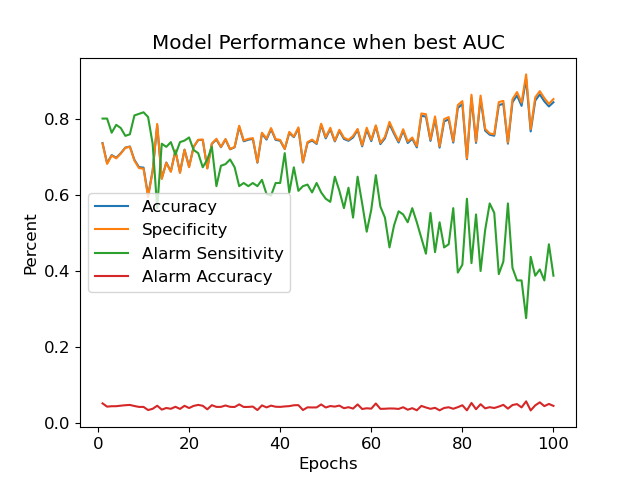 Model Performance when best AUC
Percent
0.8
0.6
0.4
0.2
0.0
Accuracy
Specificity
Alarm Sensitivity
Alarm Accuracy
0 20 40 60 80 100
Epochs